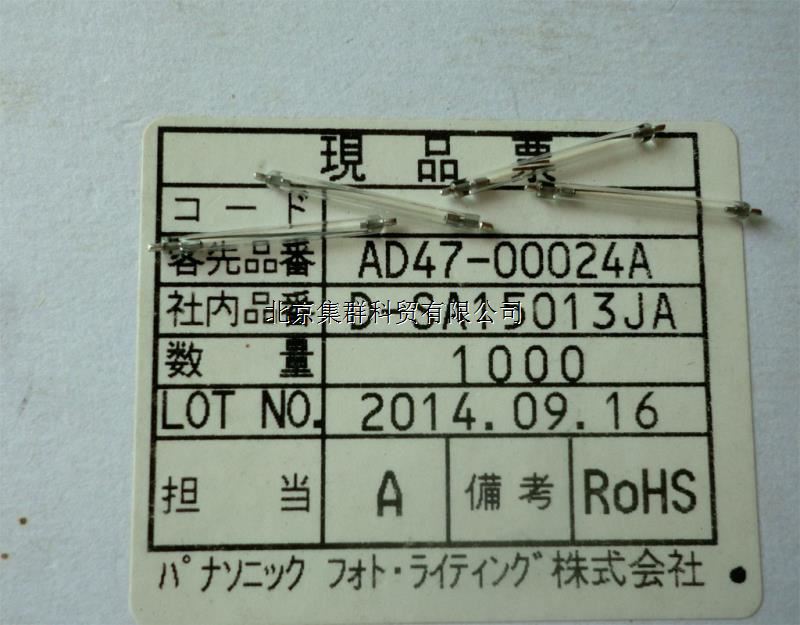 現品票
コード
客先品番 AD47-00024A
社内品番 D-SA15013JA
北京集群科贸有限公司
数量 1000
LOT NO. 2014.09.16
担当 A 備考 RoHS
パナソニック フォト・ライティング株式会社